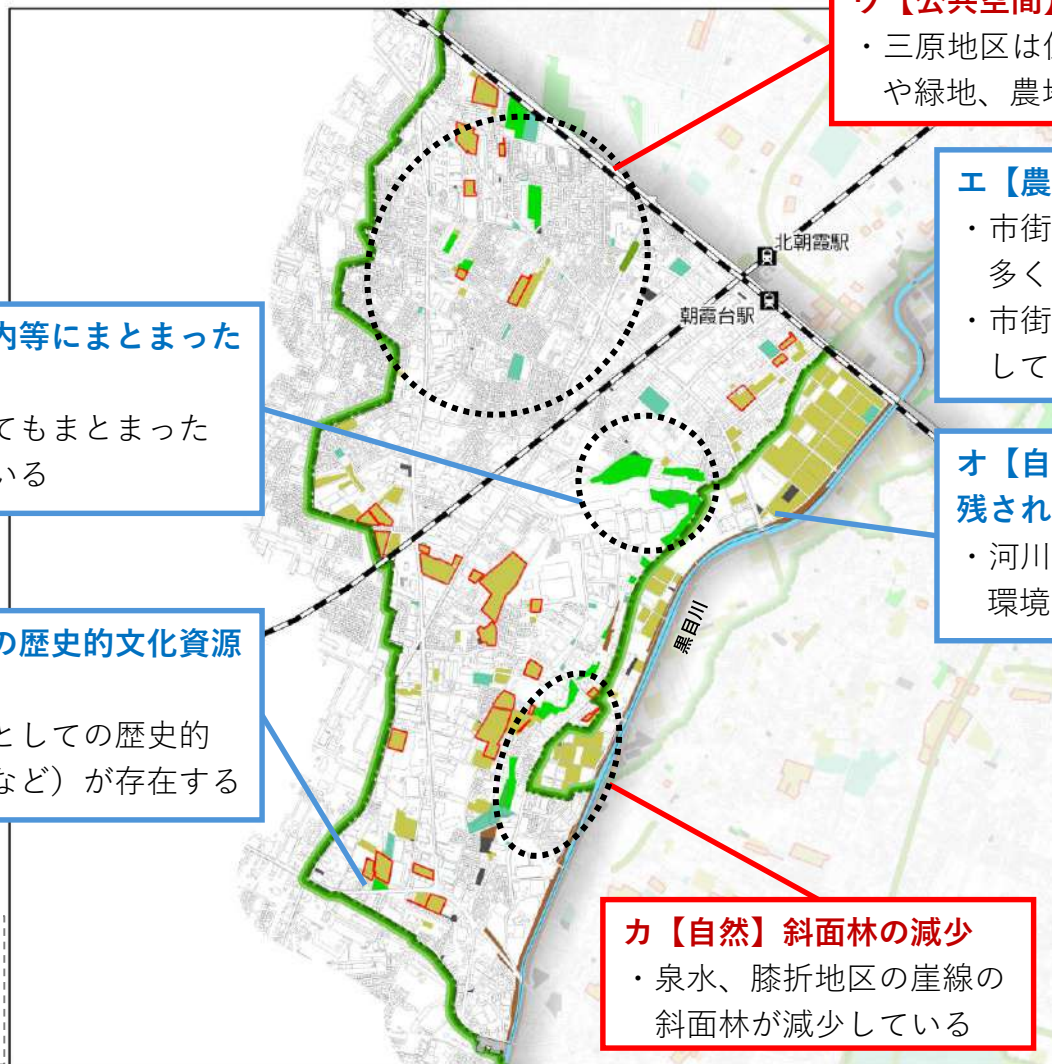 【公共空間】
・三原地区は
や緑地、農
エ【農
・市街
多く
・市街
して
北朝霞駅
朝霞台駅
内等にまとまった
てもまとまった
いる
オ【自
残され
・河川
環境
黒目川
の歴史的文化資源
としての歴史的
など）が存在する
カ【自然】斜面林の減少
・泉水、膝折地区の崖線の
斜面林が減少している